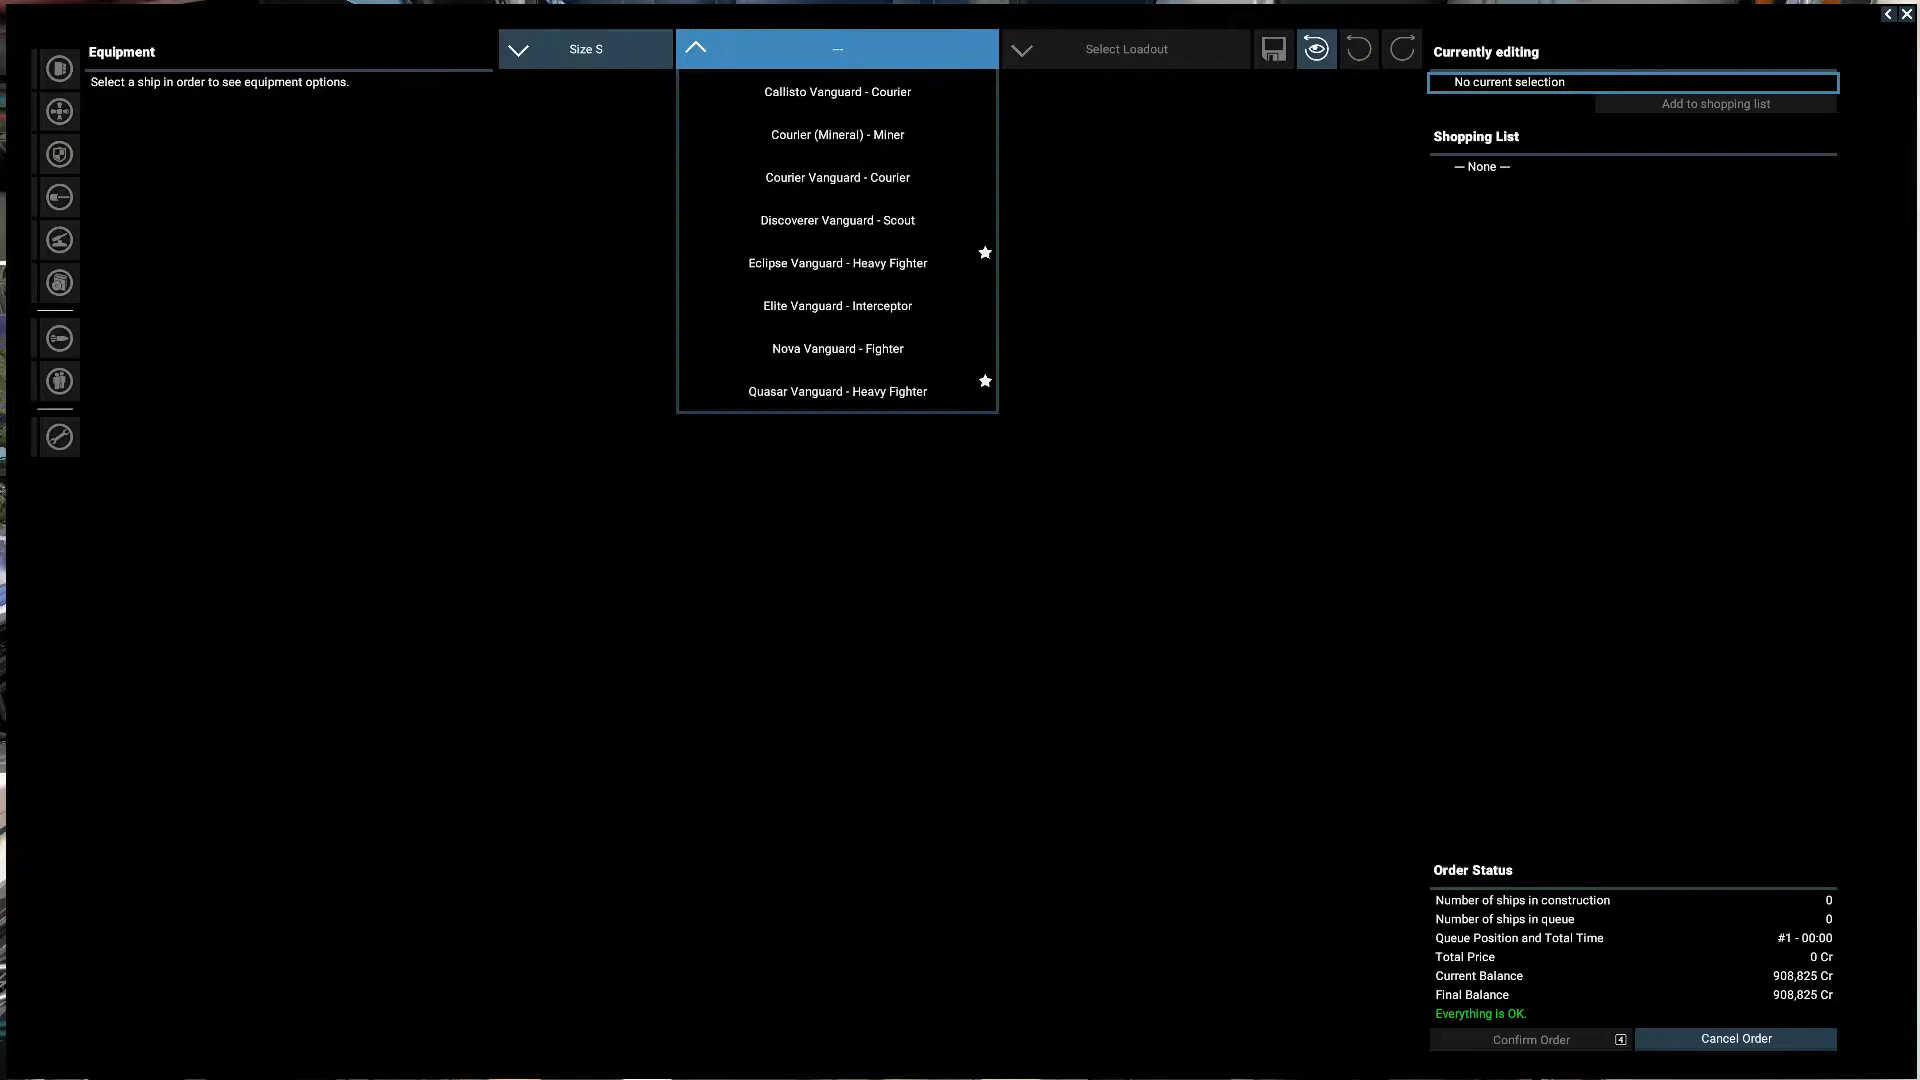 Equipment
Select a ship in order to see equipment options.
Size S
---
Select Loadout
Callisto Vanguard - Courier
Courier (Mineral) - Miner
Courier Vanguard - Courier
Discoverer Vanguard - Scout
Eclipse Vanguard - Heavy Fighter
Elite Vanguard - Interceptor
Nova Vanguard - Fighter
Quasar Vanguard - Heavy Fighter
Currently editing
No current selection
Add to shopping list
Shopping List
— None —
Order Status
Number of ships in construction 0
Number of ships in queue 0
Queue Position and Total Time #1 - 00:00
Total Price 0 Cr
Current Balance 908,825 Cr
Final Balance 908,825 Cr
Everything is OK.
Confirm Order 4
Cancel Order